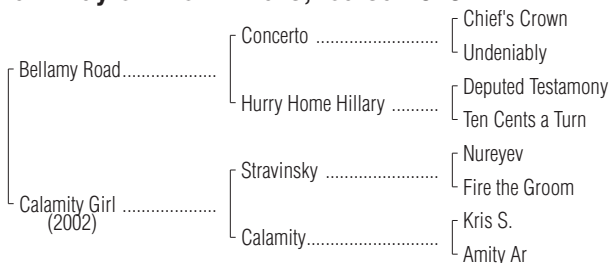 Chief's Crown
Concerto ....................
Undeniably
Bellamy Road....................
Deputed Testamony
Hurry Home Hillary ..........
Ten Cents a Turn
Nureyev
Stravinsky ........................
Fire the Groom
Calamity Girl ....................
(2002)
Kris S.
Calamity............................
Amity Ar